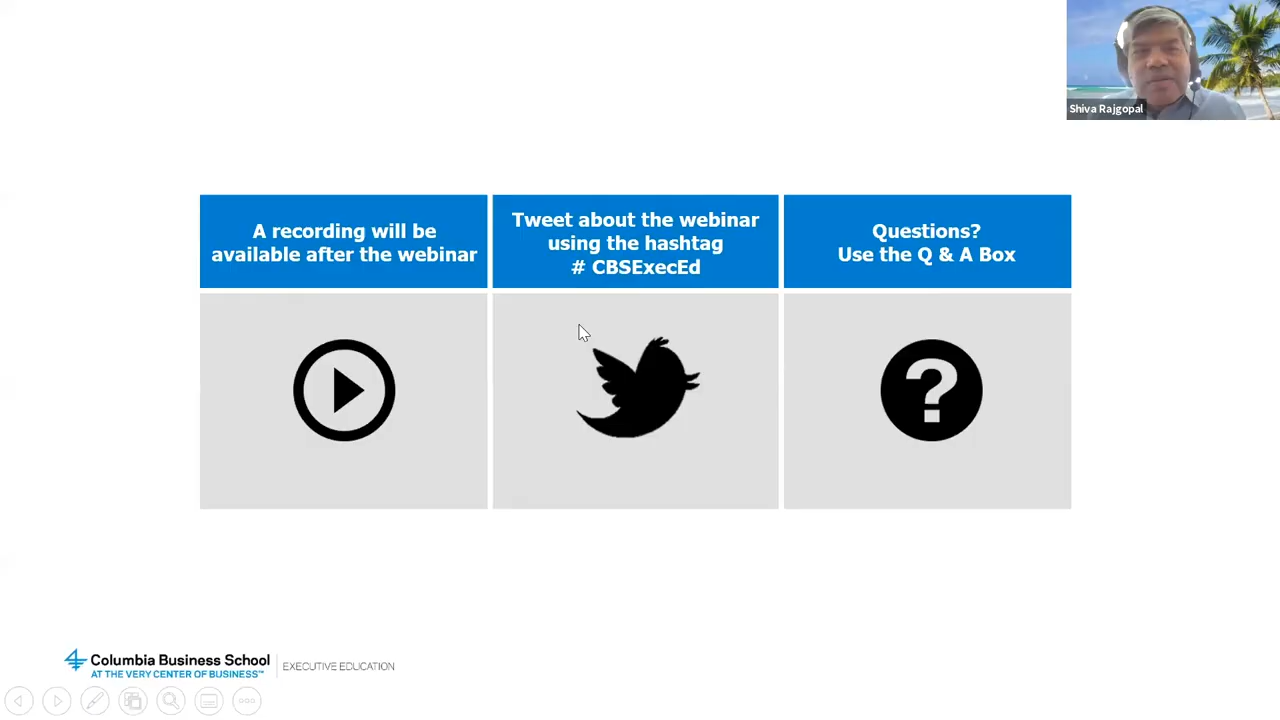 Shiva Rajgopal
A recording will be
available after the webinar
Tweet about the webinar
using the hashtag
# CBSExecEd
Questions?
Use the Q & A Box
Columbia Business School
AT THE VERY CENTER OF BUSINESS™
EXECUTIVE EDUCATION